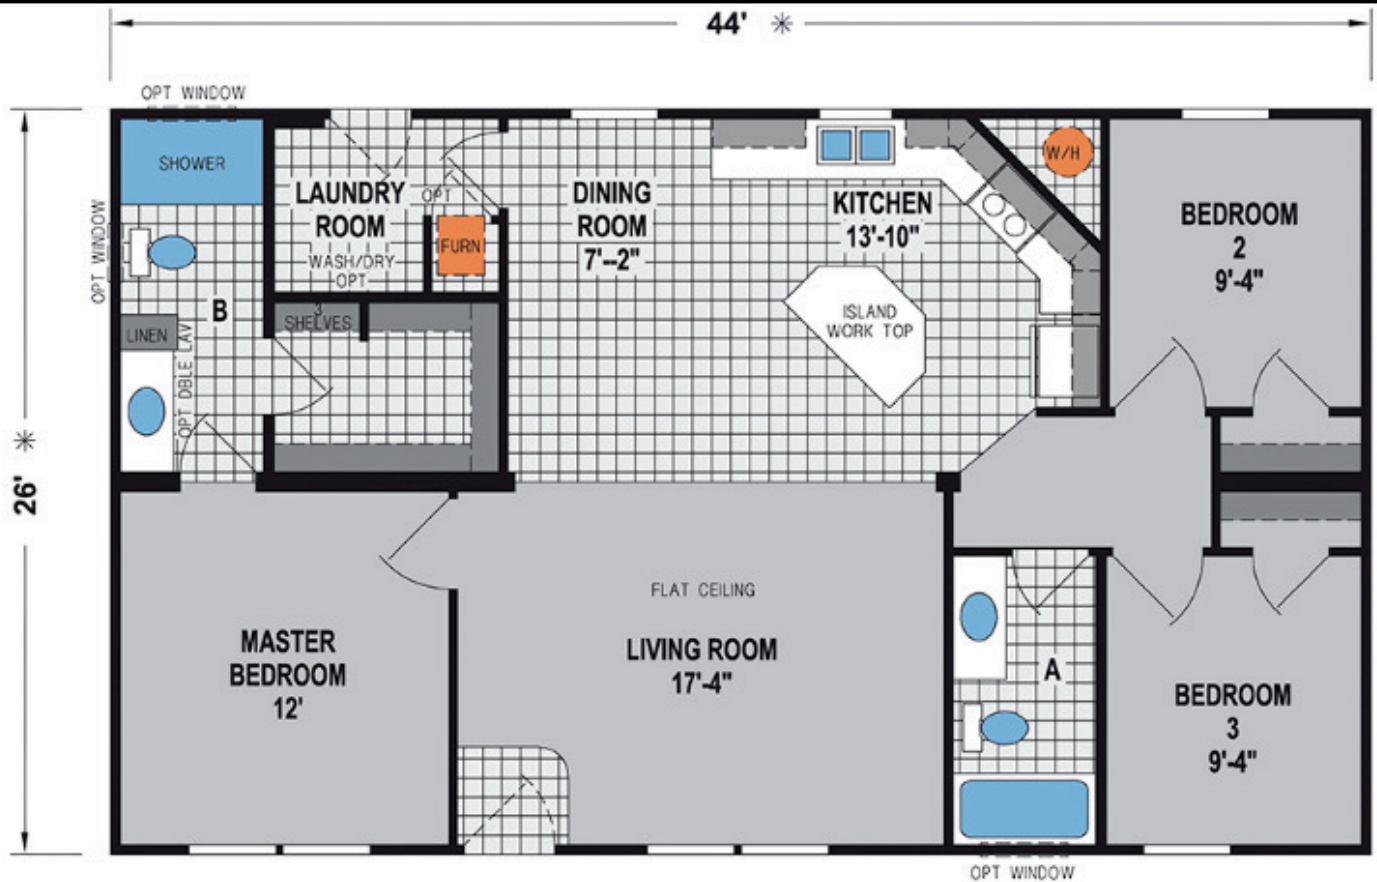 44' ✳
OPT WINDOW
SHOWER
OPT WINDOW
LAUNDRY
ROOM
WASH/DRY
OPT
OPT
FURN
DINING
ROOM
7'--2"
KITCHEN
13'-10"
W/H
ISLAND
WORK TOP
BEDROOM
2
9'-4"
B
LINEN
OPT DBLE LAV
3
SHELVES
26' ✳
MASTER
BEDROOM
12'
FLAT CEILING
LIVING ROOM
17'-4"
A
BEDROOM
3
9'-4"
OPT WINDOW